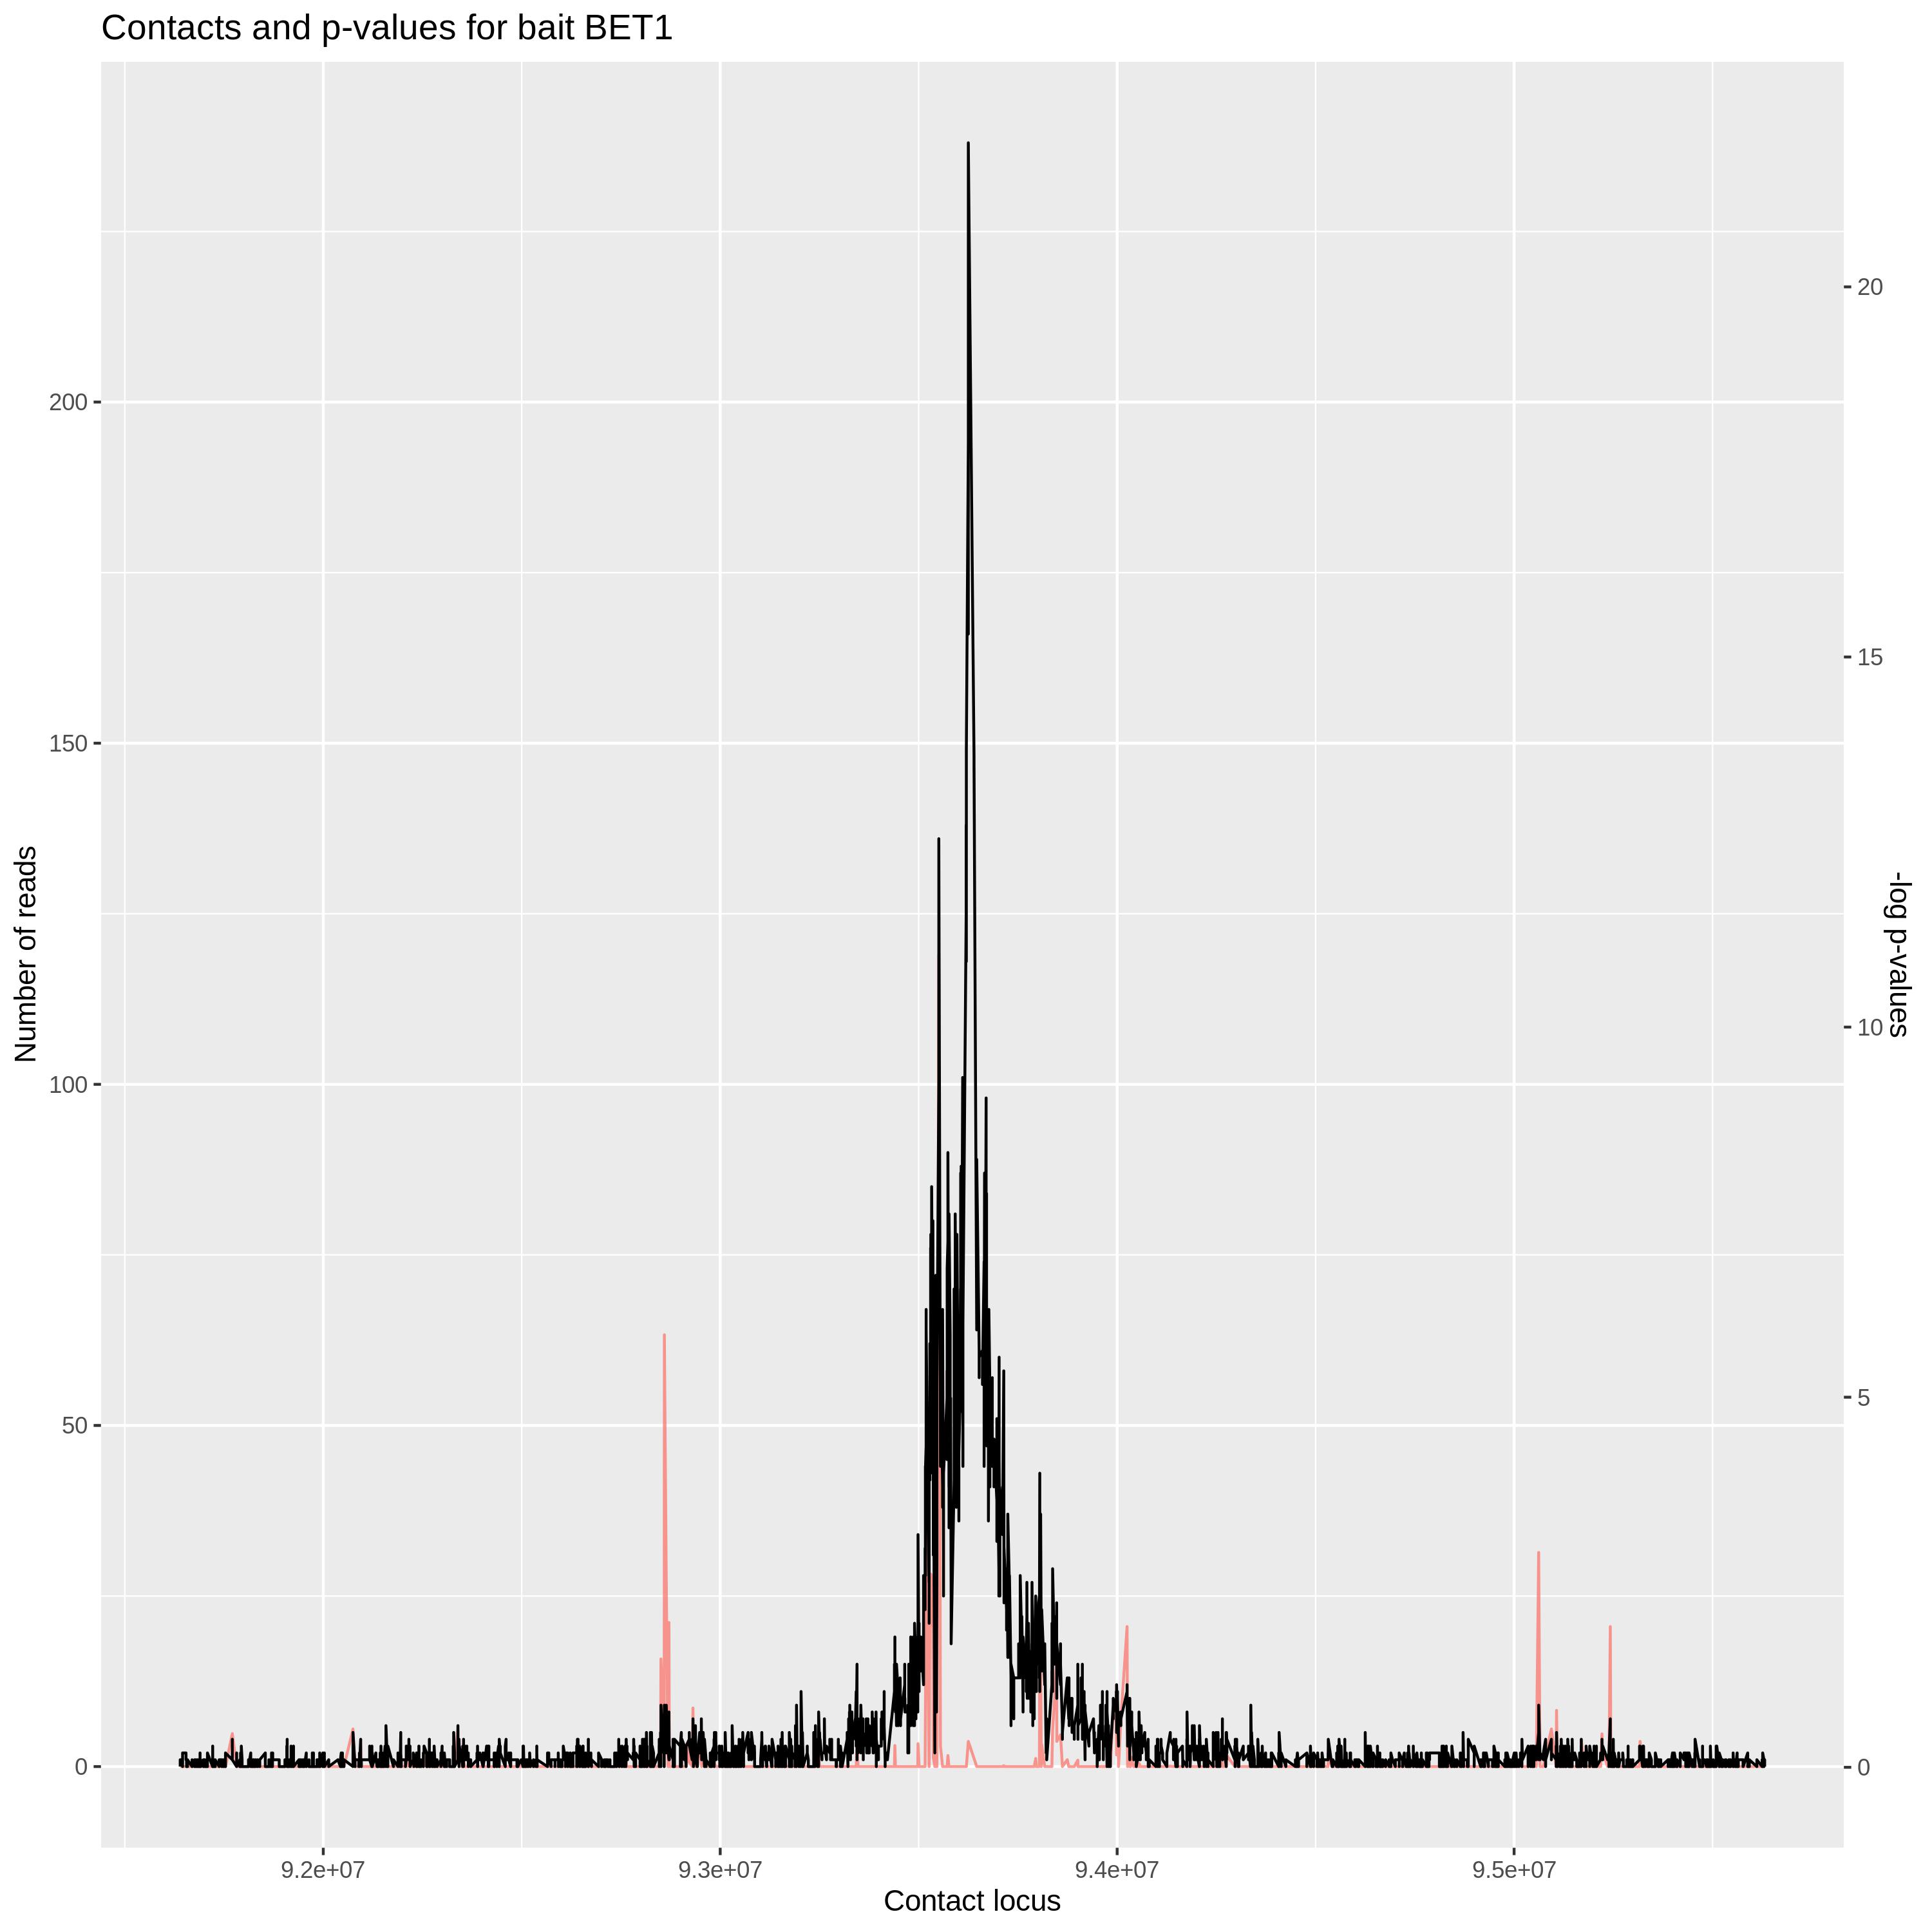 Contacts and p-values for bait BET1
Number of reads
200
150
100
50
0
20
15
10
5
0
-log p-values
9.2e+07 9.3e+07 9.4e+07 9.5e+07
Contact locus